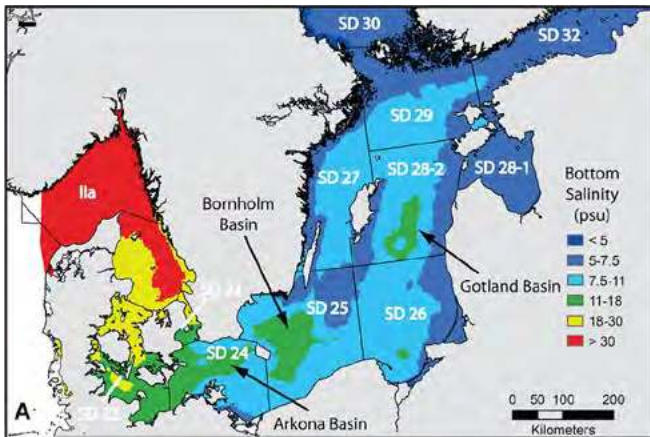 SD 30
SD 32
SD 29
IIa
SD 27
SD 28-2
SD 28-1
Bornholm
Basin
Gotland Basin
SD 25
SD 26
SD 24
Arkona Basin
A
Bottom
Salinity
(psu)
< 5
5-7.5
7.5-11
11-18
18-30
> 30
0 50 100 200
Kilometers